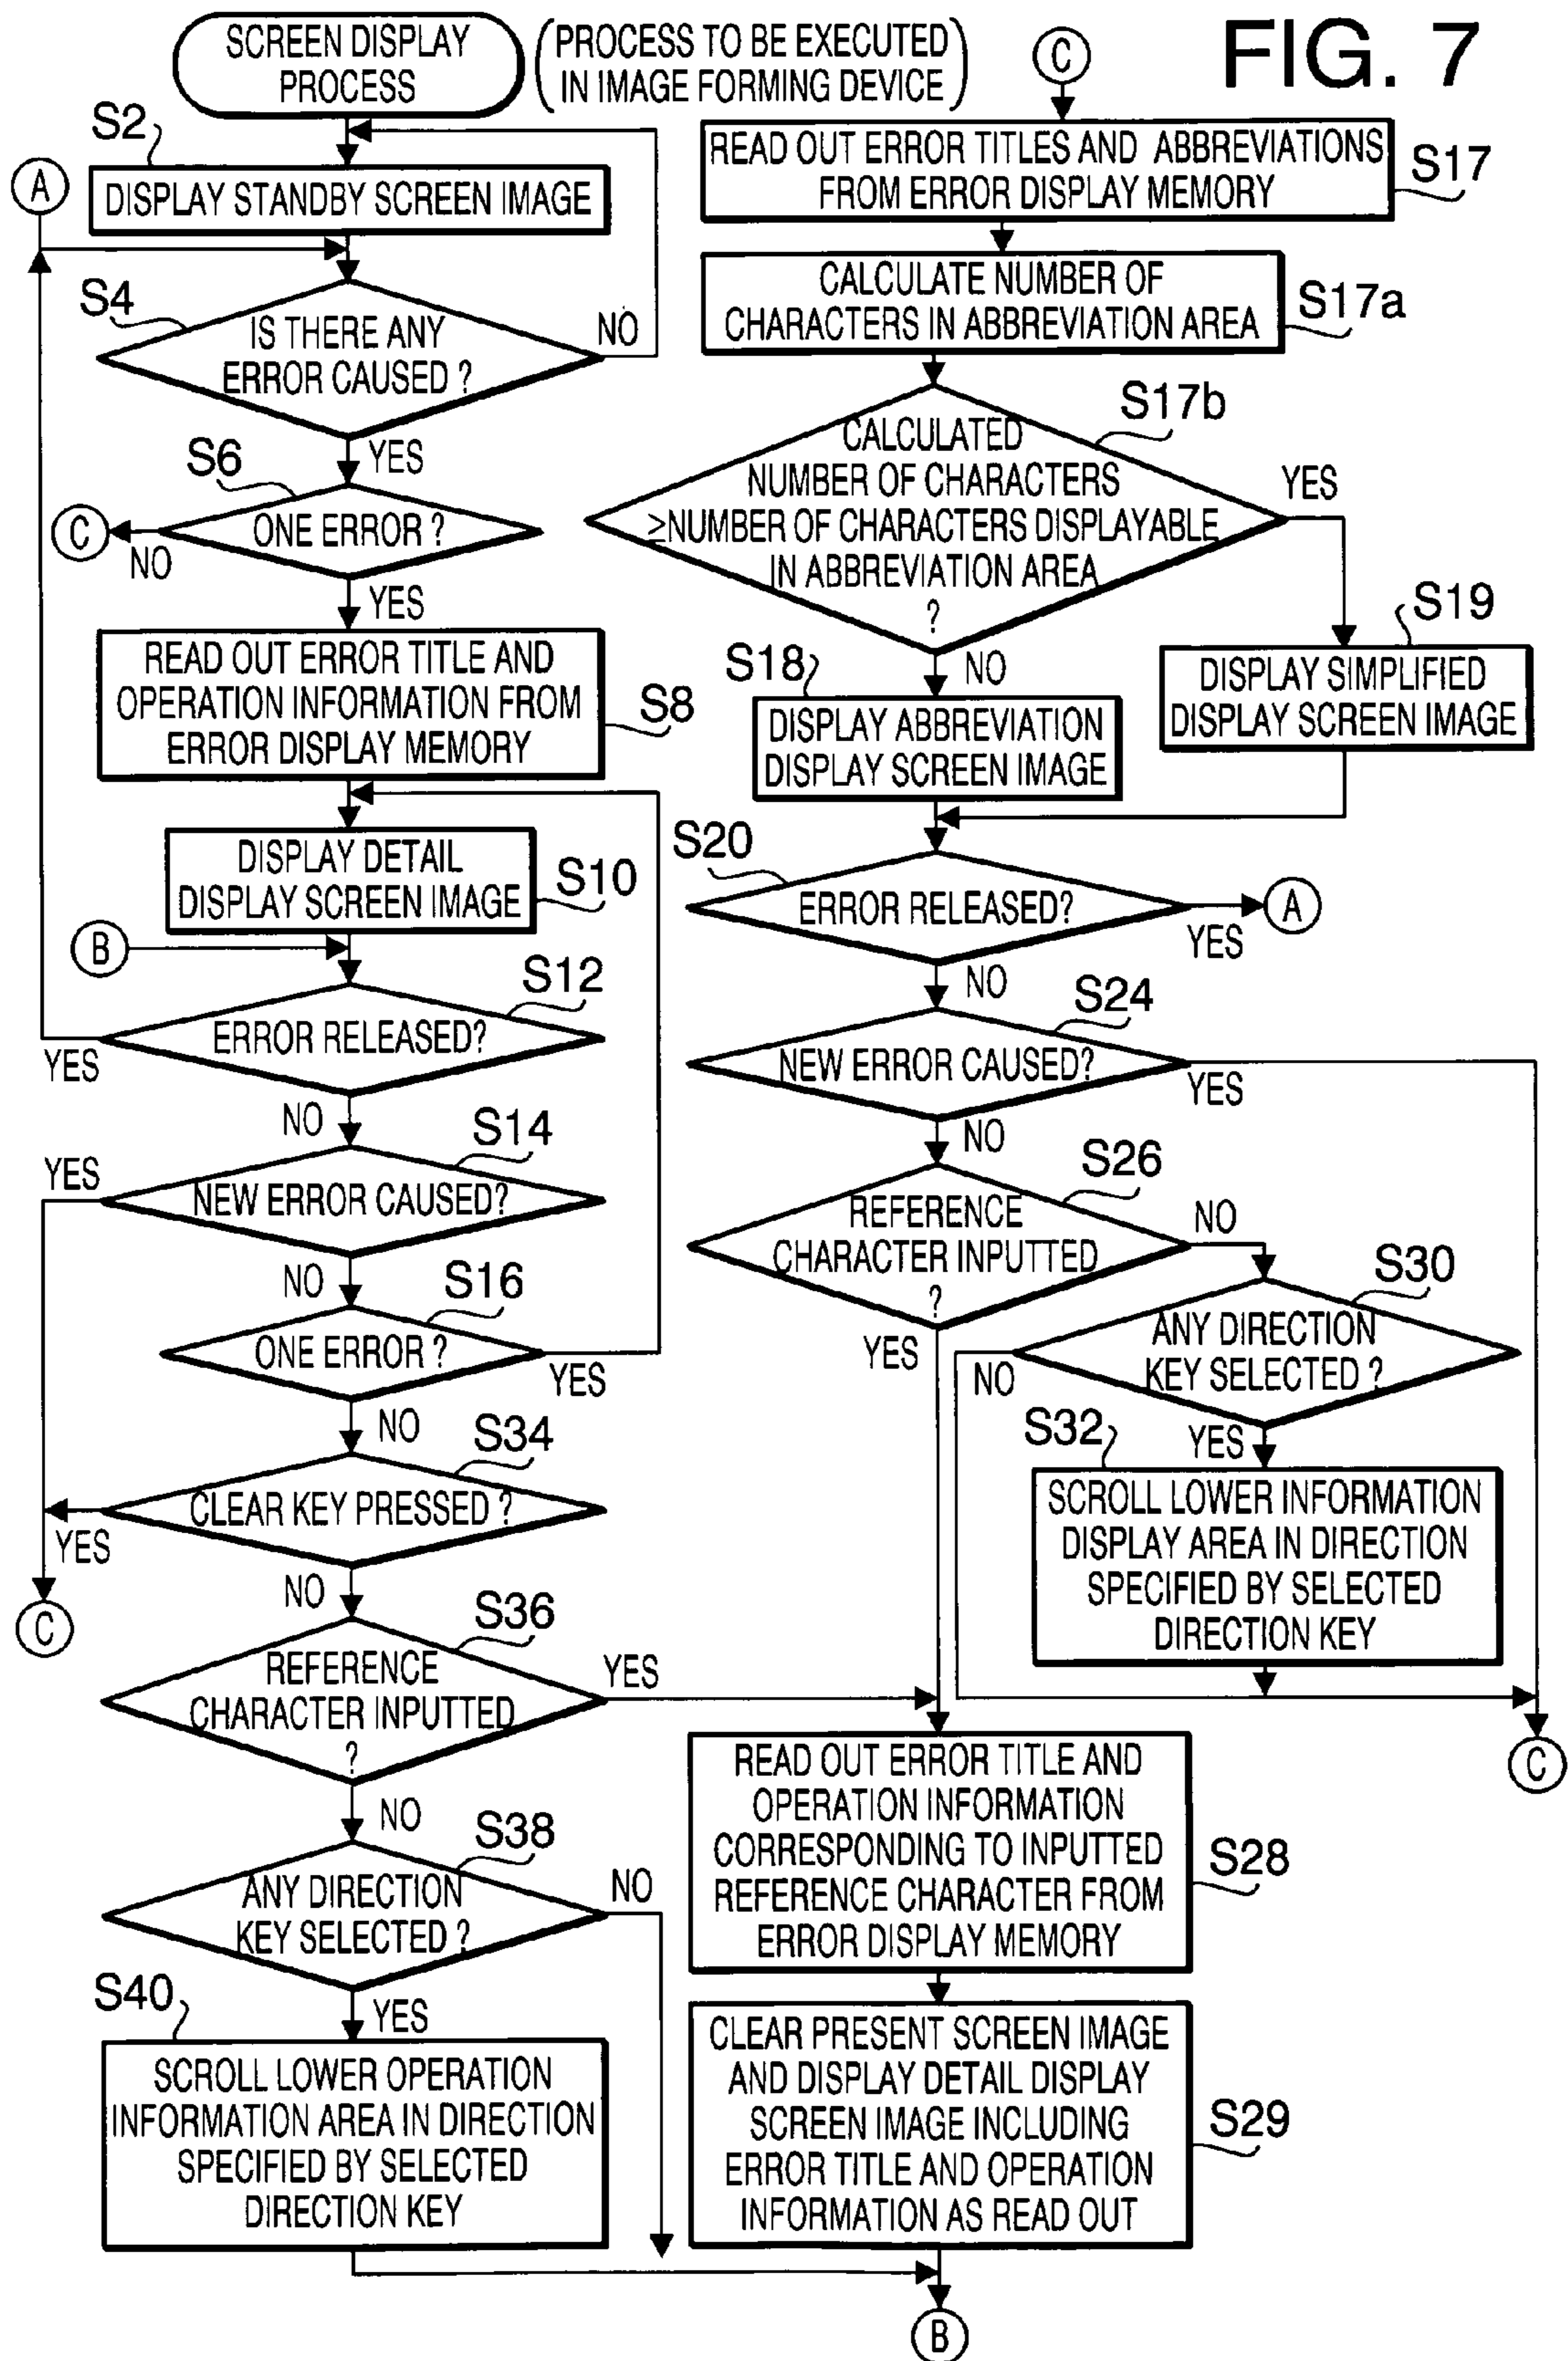 FIG. 7
SCREEN DISPLAY
PROCESS
(PROCESS TO BE EXECUTED
IN IMAGE FORMING DEVICE)
S2
A
DISPLAY STANDBY SCREEN IMAGE
S4
IS THERE ANY
ERROR CAUSED ?
NO
YES
S6
ONE ERROR ?
C
NO
YES
READ OUT ERROR TITLE AND
OPERATION INFORMATION FROM
ERROR DISPLAY MEMORY
S8
DISPLAY DETAIL
DISPLAY SCREEN IMAGE
S10
B
S12
ERROR RELEASED?
YES
NO
S14
YES
NEW ERROR CAUSED?
NO
S16
ONE ERROR ?
YES
NO
S34
CLEAR KEY PRESSED ?
YES
NO
C
S36
REFERENCE
CHARACTER INPUTTED
?
YES
NO
S38
ANY DIRECTION
KEY SELECTED ?
NO
S40
YES
SCROLL LOWER OPERATION
INFORMATION AREA IN DIRECTION
SPECIFIED BY SELECTED
DIRECTION KEY
C
READ OUT ERROR TITLES AND ABBREVIATIONS
FROM ERROR DISPLAY MEMORY
S17
CALCULATE NUMBER OF
CHARACTERS IN ABBREVIATION AREA
S17a
S17b
CALCULATED
NUMBER OF CHARACTERS
≥NUMBER OF CHARACTERS DISPLAYABLE
IN ABBREVIATION AREA
?
YES
NO
S18
DISPLAY ABBREVIATION
DISPLAY SCREEN IMAGE
S19
DISPLAY SIMPLIFIED
DISPLAY SCREEN IMAGE
S20
ERROR RELEASED?
A
YES
NO
S24
NEW ERROR CAUSED?
YES
NO
S26
REFERENCE
CHARACTER INPUTTED
?
NO
YES
S30
ANY DIRECTION
KEY SELECTED ?
NO
S32
YES
SCROLL LOWER INFORMATION
DISPLAY AREA IN DIRECTION
SPECIFIED BY SELECTED
DIRECTION KEY
C
READ OUT ERROR TITLE AND
OPERATION INFORMATION
CORRESPONDING TO INPUTTED
REFERENCE CHARACTER FROM
ERROR DISPLAY MEMORY
S28
CLEAR PRESENT SCREEN IMAGE
AND DISPLAY DETAIL DISPLAY
SCREEN IMAGE INCLUDING
ERROR TITLE AND OPERATION
INFORMATION AS READ OUT
S29
B